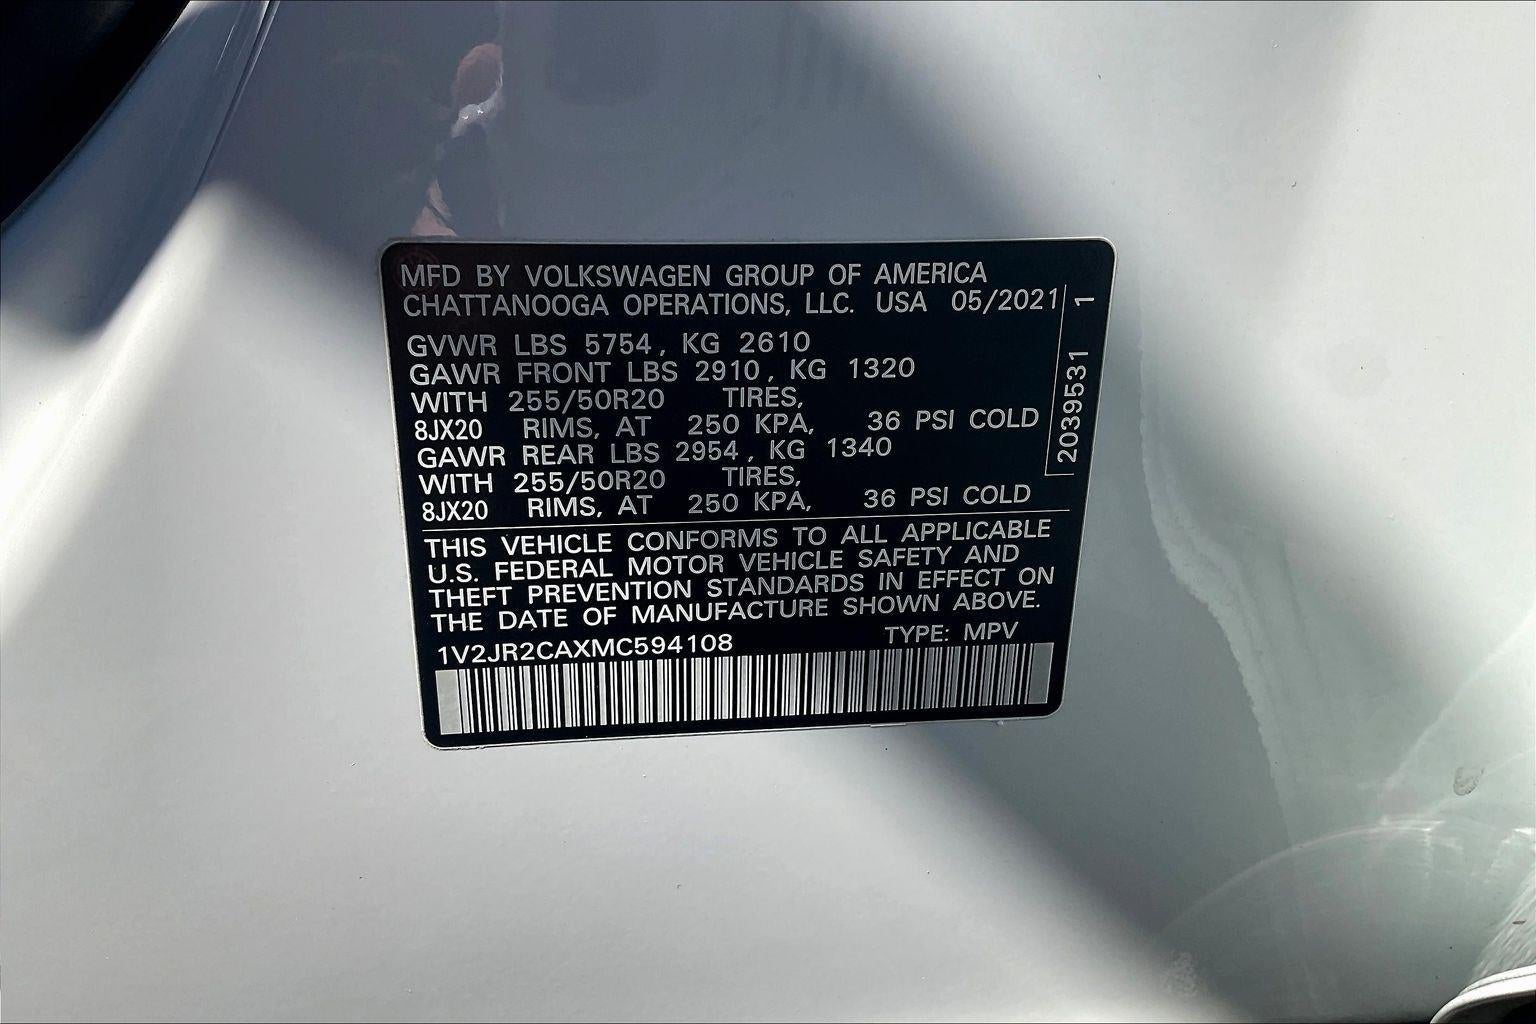 MFD BY VOLKSWAGEN GROUP OF AMERICA
CHATTANOOGA OPERATIONS, LLC. USA 05/2021
GVWR LBS 5754, KG 2610
GAWR FRONT LBS 2910, KG 1320
WITH 255/50R20 TIRES,
8JX20 RIMS, AT 250 KPA, 36 PSI COLD
GAWR REAR LBS 2954, KG 1340
WITH 255/50R20 TIRES,
8JX20 RIMS, AT 250 KPA, 36 PSI COLD
2039531 1
THIS VEHICLE CONFORMS TO ALL APPLICABLE
U.S. FEDERAL MOTOR VEHICLE SAFETY AND
THEFT PREVENTION STANDARDS IN EFFECT ON
THE DATE OF MANUFACTURE SHOWN ABOVE.
1V2JR2CAXMC594108 TYPE: MPV